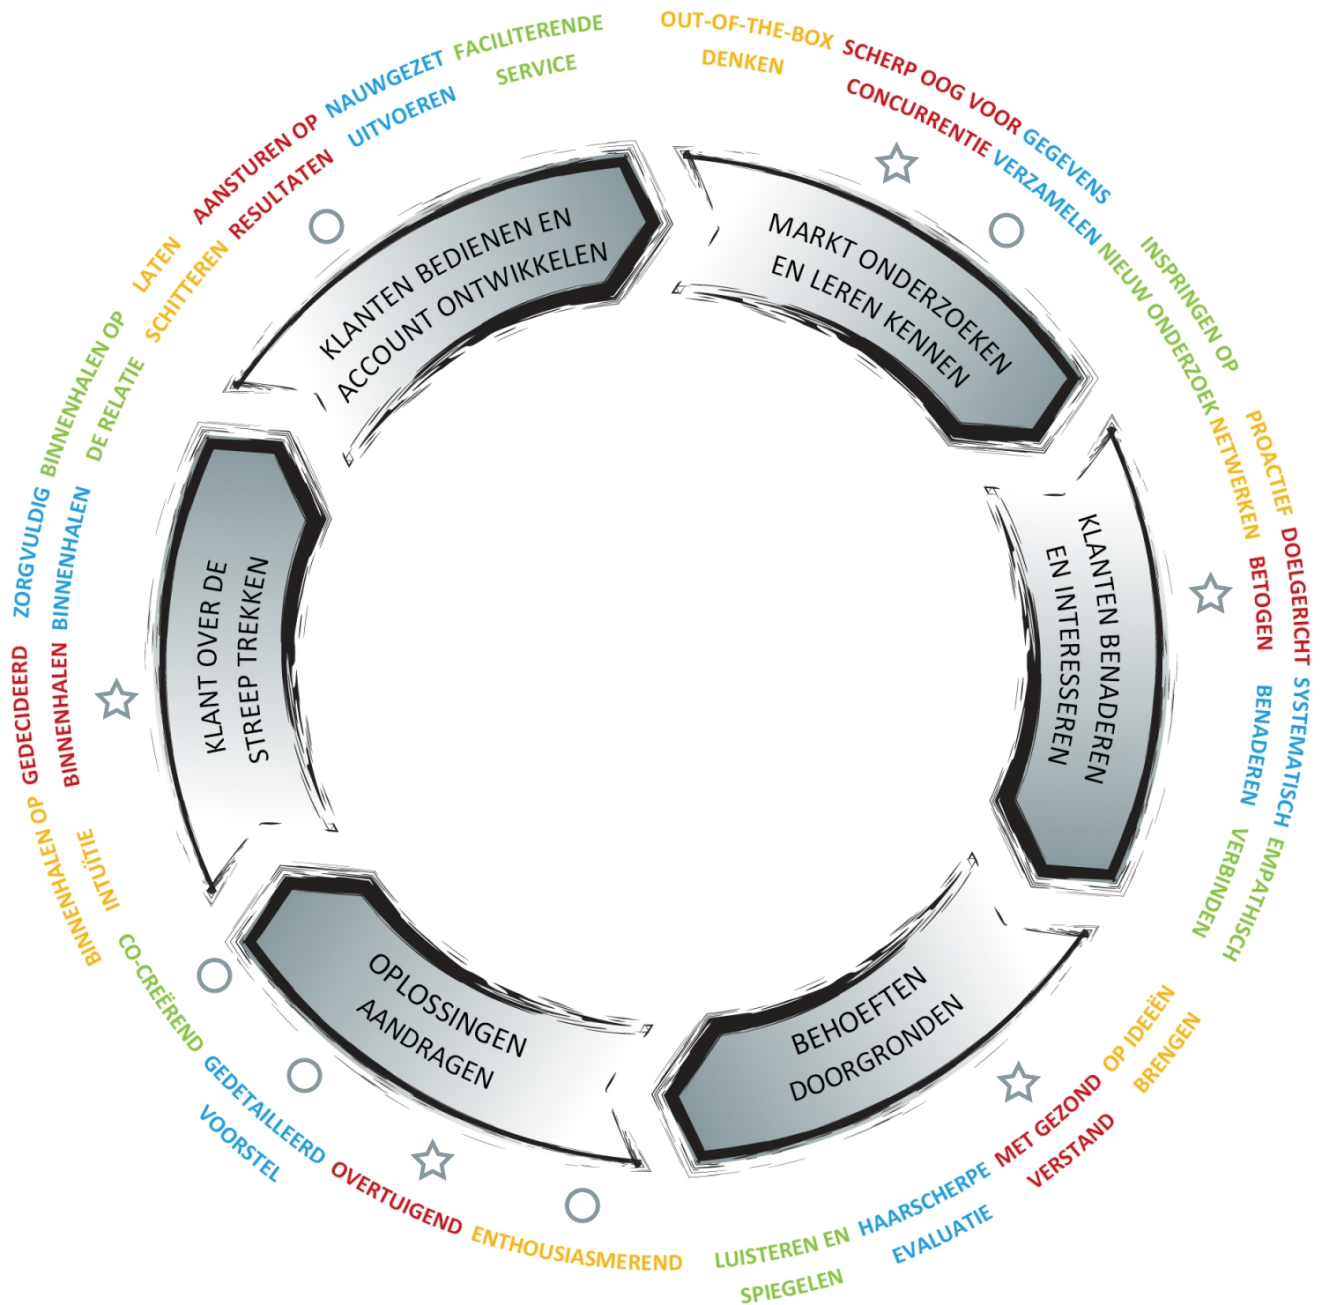 OUT-OF-THE-BOX
DENKEN
SCHERP OOG VOOR
CONCURRENTIE
GEGEVENS
VERZAMELEN
INSPRINGEN OP
NIEUW ONDERZOEK
MARKT ONDERZOEKEN
EN LEREN KENNEN
PROACTIEF
NETWERKEN
DOELGERICHT
BETOGEN
SYSTEMATISCH
BENADEREN
EMPATHISCH
VERBINDEN
KLANTEN BENADEREN
EN INTERESSEREN
OP IDEEËN
BRENGEN
MET GEZOND
VERSTAND
HAARSCHERPE
EVALUATIE
LUISTEREN EN
SPIEGELEN
BEHOEFTEN
DOORGRONDEN
ENTHOUSIASMEREND
OVERTUIGEND
GEDETAILLEERD
VOORSTEL
CO-CREËREND
OPLOSSINGEN
AANDRAGEN
BINNENHALEN OP
INTUÏTIE
GEDECIDEERD
BINNENHALEN
ZORGVULDIG
BINNENHALEN
BINNENHALEN OP
DE RELATIE
KLANT OVER DE
STREEP TREKKEN
LATEN
SCHITTEREN
AANSTUREN OP
RESULTATEN
NAUWGEZET
UITVOEREN
FACILITERENDE
SERVICE
KLANTEN BEDIENEN EN
ACCOUNT ONTWIKKELEN